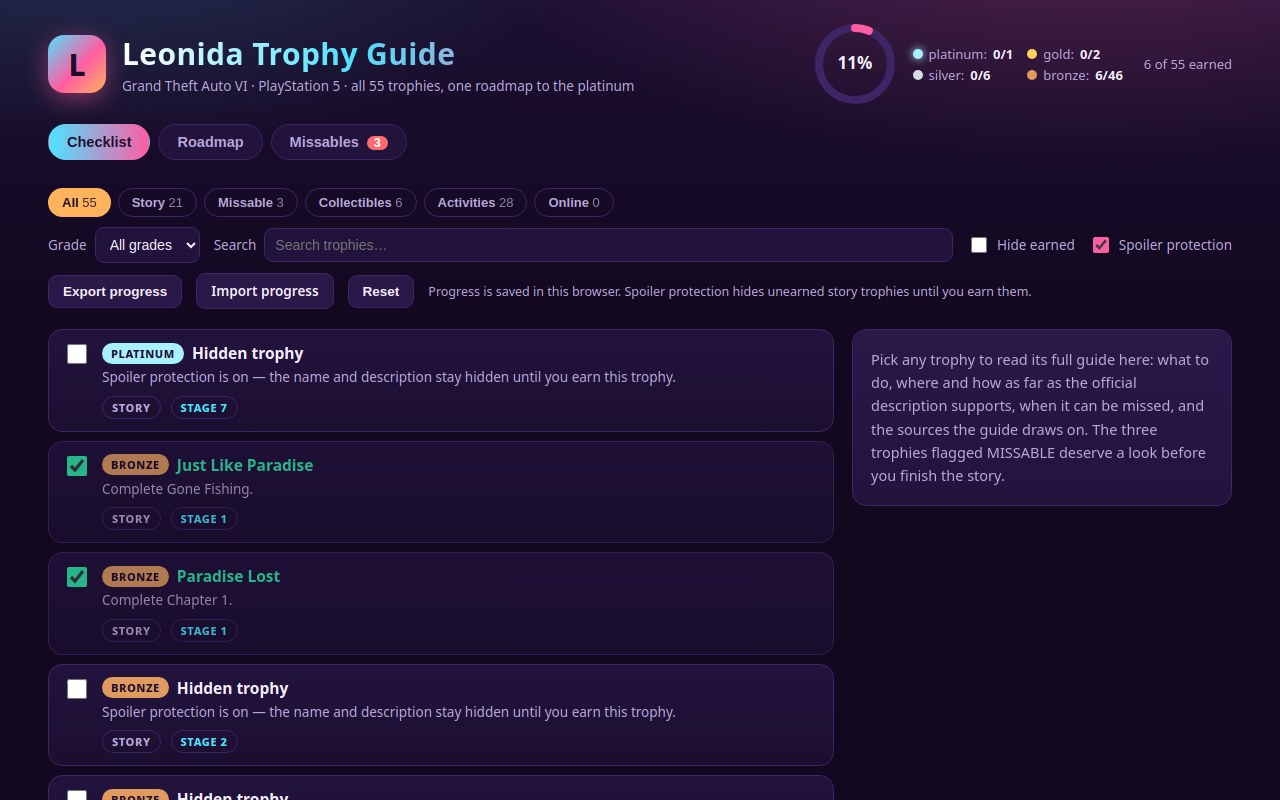 L
Leonida Trophy Guide
Grand Theft Auto VI · PlayStation 5 · all 55 trophies, one roadmap to the platinum
11%
platinum: 0/1 gold: 0/2
silver: 0/6 bronze: 6/46
6 of 55 earned
Checklist Roadmap Missables 3
All 55 Story 21 Missable 3 Collectibles 6 Activities 28 Online 0
Grade All grades Search Search trophies… Hide earned Spoiler protection
Export progress Import progress Reset Progress is saved in this browser. Spoiler protection hides unearned story trophies until you earn them.
PLATINUM Hidden trophy
Spoiler protection is on — the name and description stay hidden until you earn this trophy.
STORY STAGE 7
BRONZE Just Like Paradise
Complete Gone Fishing.
STORY STAGE 1
BRONZE Paradise Lost
Complete Chapter 1.
STORY STAGE 1
BRONZE Hidden trophy
Spoiler protection is on — the name and description stay hidden until you earn this trophy.
STORY STAGE 2
BRONZE Hidden trophy
Pick any trophy to read its full guide here: what to
do, where and how as far as the official
description supports, when it can be missed, and
the sources the guide draws on. The three
trophies flagged MISSABLE deserve a look before
you finish the story.